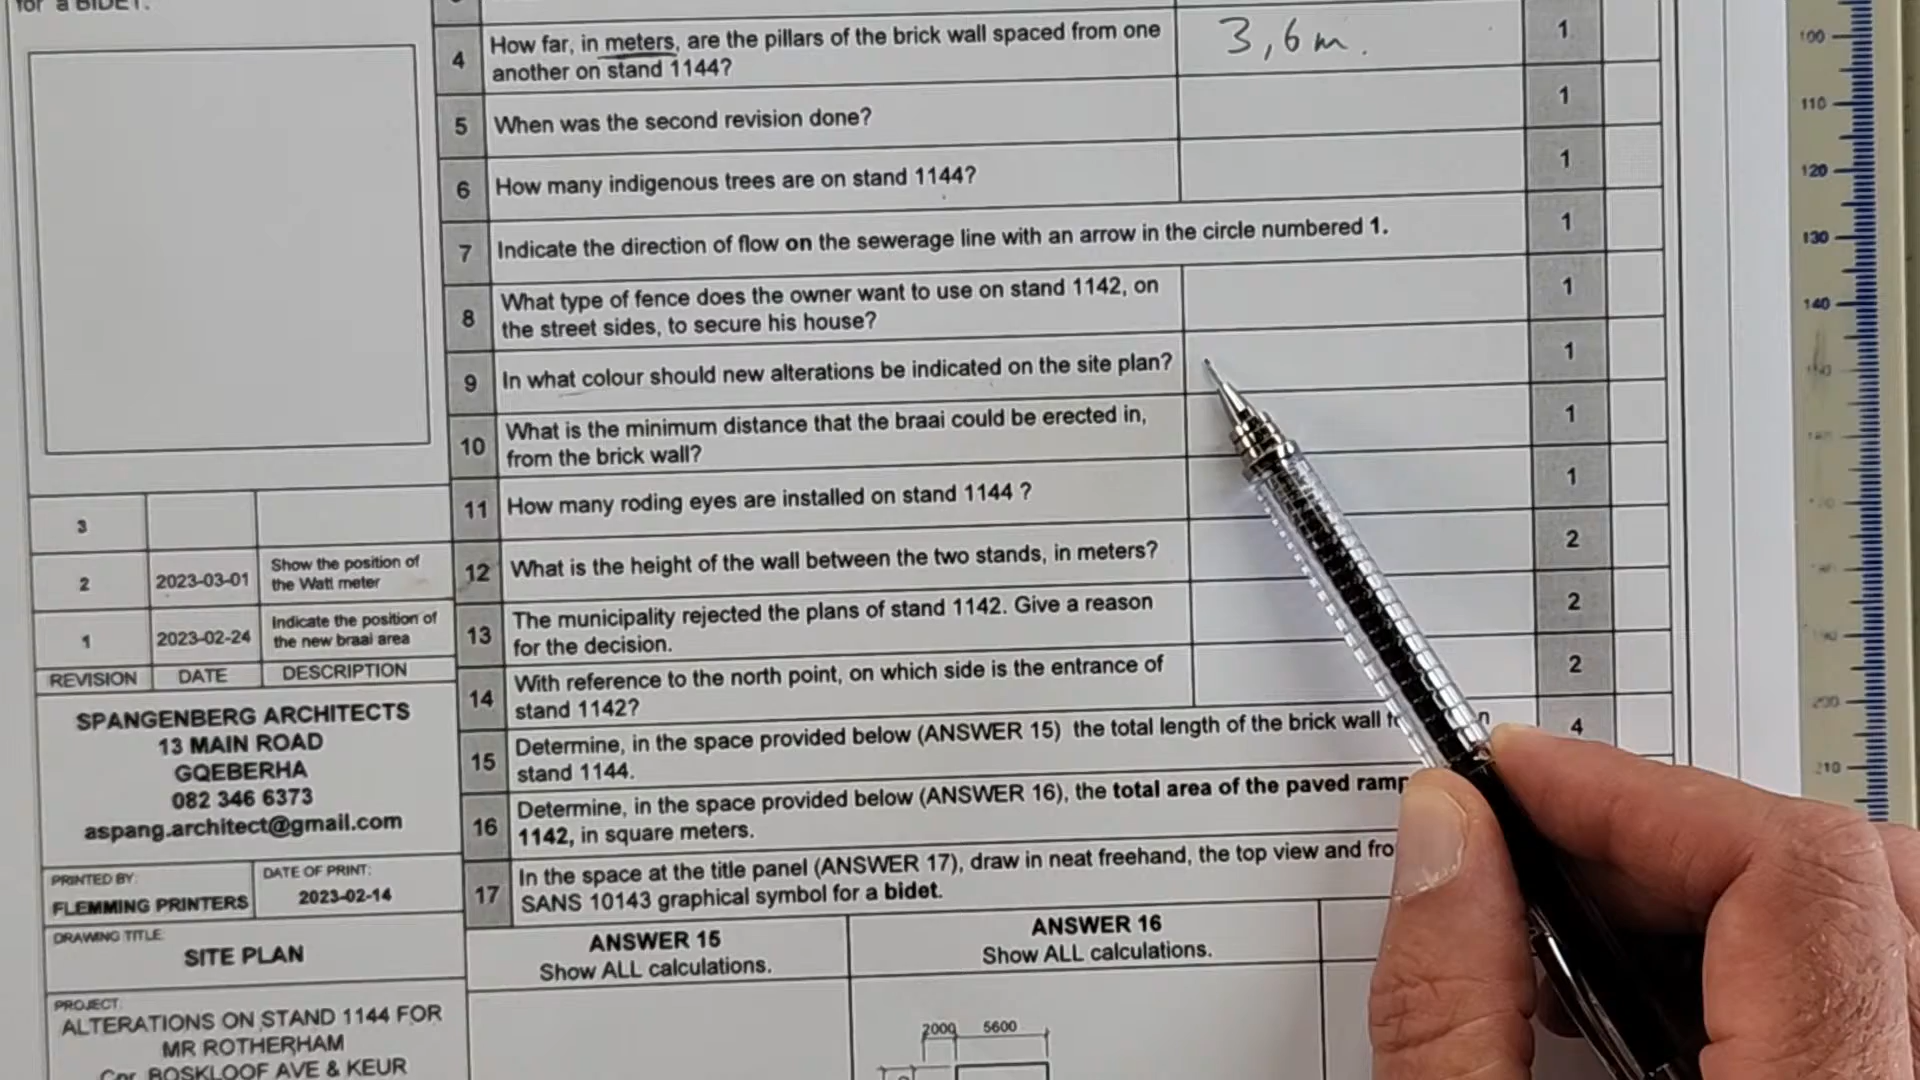 for a BIDET.
4
How far, in meters, are the pillars of the brick wall spaced from one
another on stand 1144?
3,6 m.
1
5
When was the second revision done?
1
6
How many indigenous trees are on stand 1144?
1
7
Indicate the direction of flow on the sewerage line with an arrow in the circle numbered 1.
1
8
What type of fence does the owner want to use on stand 1142, on
the street sides, to secure his house?
1
9
In what colour should new alterations be indicated on the site plan?
1
10
What is the minimum distance that the braai could be erected in,
from the brick wall?
1
11
How many roding eyes are installed on stand 1144 ?
1
12
What is the height of the wall between the two stands, in meters?
2
13
The municipality rejected the plans of stand 1142. Give a reason
for the decision.
2
14
With reference to the north point, on which side is the entrance of
stand 1142?
2
15
Determine, in the space provided below (ANSWER 15) the total length of the brick wall
stand 1144.
4
16
Determine, in the space provided below (ANSWER 16), the total area of the paved
1142, in square meters.
17
In the space at the title panel (ANSWER 17), draw in neat freehand, the top view and
SANS 10143 graphical symbol for a bidet.
ANSWER 15
Show ALL calculations.
ANSWER 16
Show ALL calculations.
2000 5600
3
2 2023-03-01 Show the position of
the Watt meter
1 2023-02-24 Indicate the position of
the new braai area
REVISION DATE DESCRIPTION
SPANGENBERG ARCHITECTS
13 MAIN ROAD
GQEBERHA
082 346 6373
aspang.architect@gmail.com
PRINTED BY:
FLEMMING PRINTERS
DATE OF PRINT:
2023-02-14
DRAWING TITLE:
SITE PLAN
PROJECT:
ALTERATIONS ON STAND 1144 FOR
MR ROTHERHAM
Cnr. BOSKLOOF AVE & KEUR
100
110
120
130
140
200
210